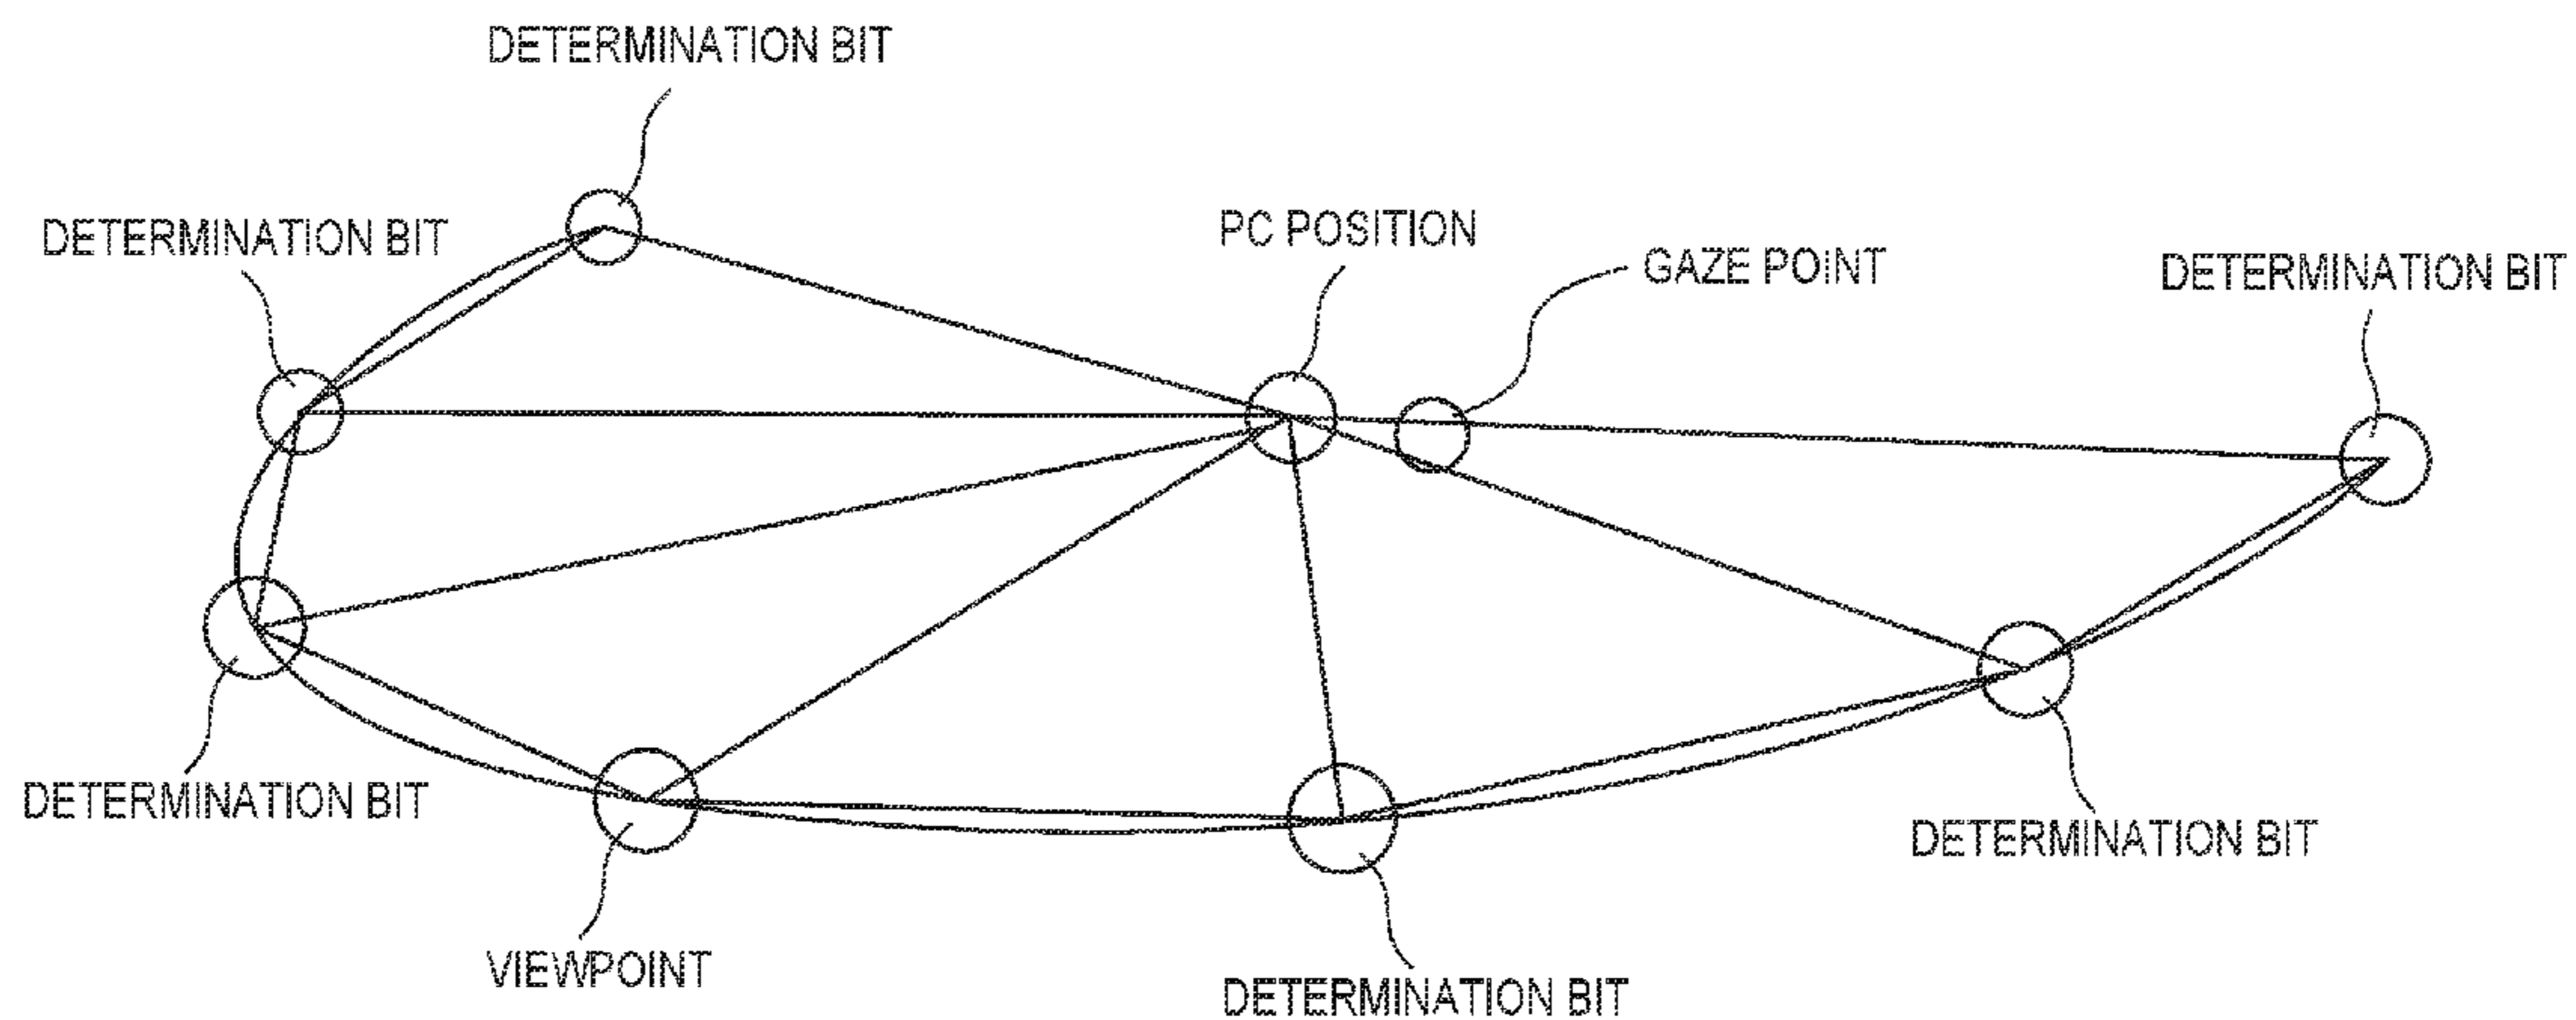 DETERMINATION BIT
DETERMINATION BIT
PC POSITION
GAZE POINT
DETERMINATION BIT
DETERMINATION BIT
DETERMINATION BIT
VIEWPOINT
DETERMINATION BIT